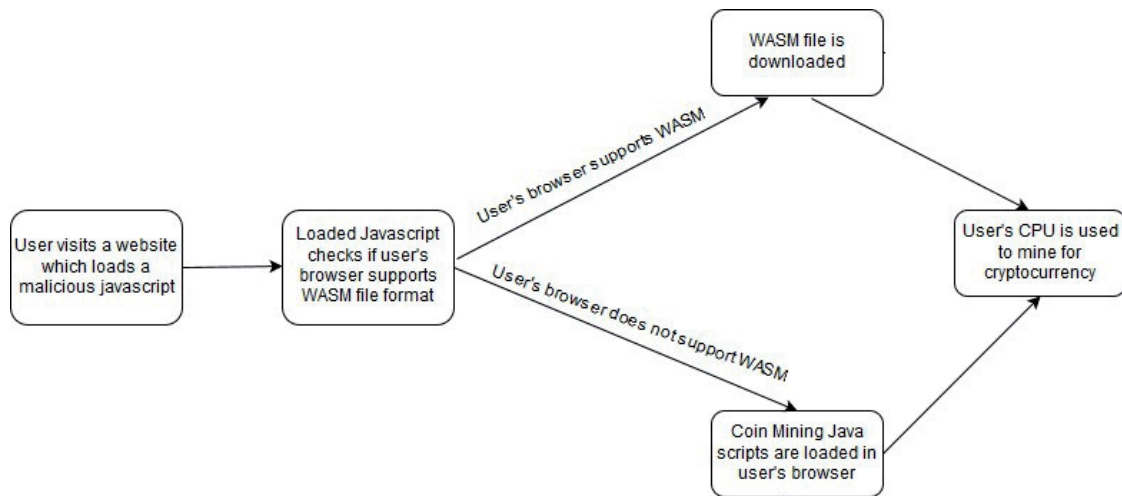 User visits a website
which loads a
malicious javascript
Loaded Javascript
checks if user's
browser supports
WASM file format
User's browser supports WASM
WASM file is
downloaded
User's browser does not support WASM
Coin Mining Java
scripts are loaded in
user's browser
User's CPU is used
to mine for
cryptocurrency